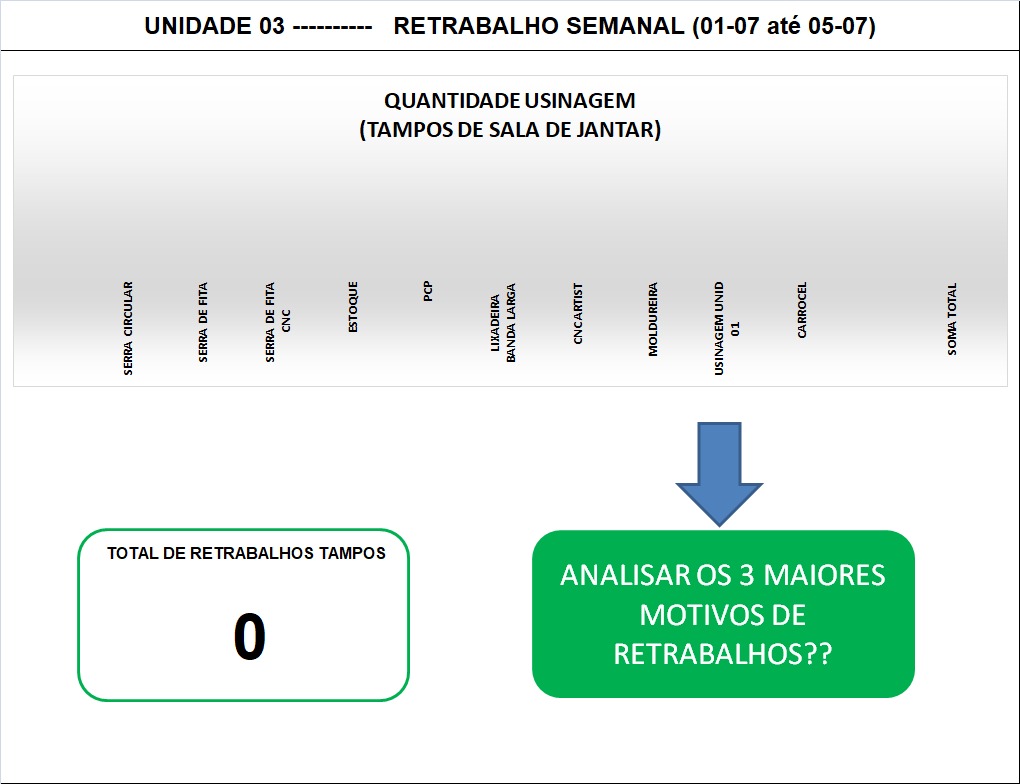 UNIDADE 03 ---------- RETRABALHO SEMANAL (01-07 até 05-07)
QUANTIDADE USINAGEM
(TAMPOS DE SALA DE JANTAR)
SERRA CIRCULAR
SERRA DE FITA
SERRA DE FITA
CNC
ESTOQUE
PCP
LIXADEIRA
BANDA LARGA
CNC ARTIST
MOLDUREIRA
USINAGEM UNID
01
CARROCEL
SOMA TOTAL
TOTAL DE RETRABALHOS TAMPOS
0
ANALISAR OS 3 MAIORES
MOTIVOS DE
RETRABALHOS??